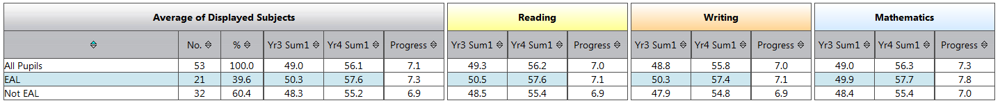 Average of Displayed Subjects Reading Writing Mathematics
No. % Yr3 Sum1 Yr4 Sum1 Progress Yr3 Sum1 Yr4 Sum1 Progress Yr3 Sum1 Yr4 Sum1 Progress Yr3 Sum1 Yr4 Sum1 Progress
All Pupils 53 100.0 49.0 56.1 7.1 49.3 56.2 7.0 48.8 55.8 7.0 49.0 56.3 7.3
EAL 21 39.6 50.3 57.6 7.3 50.5 57.6 7.1 50.3 57.4 7.1 49.9 57.7 7.8
Not EAL 32 60.4 48.3 55.2 6.9 48.5 55.4 6.9 47.9 54.8 6.9 48.4 55.4 7.0